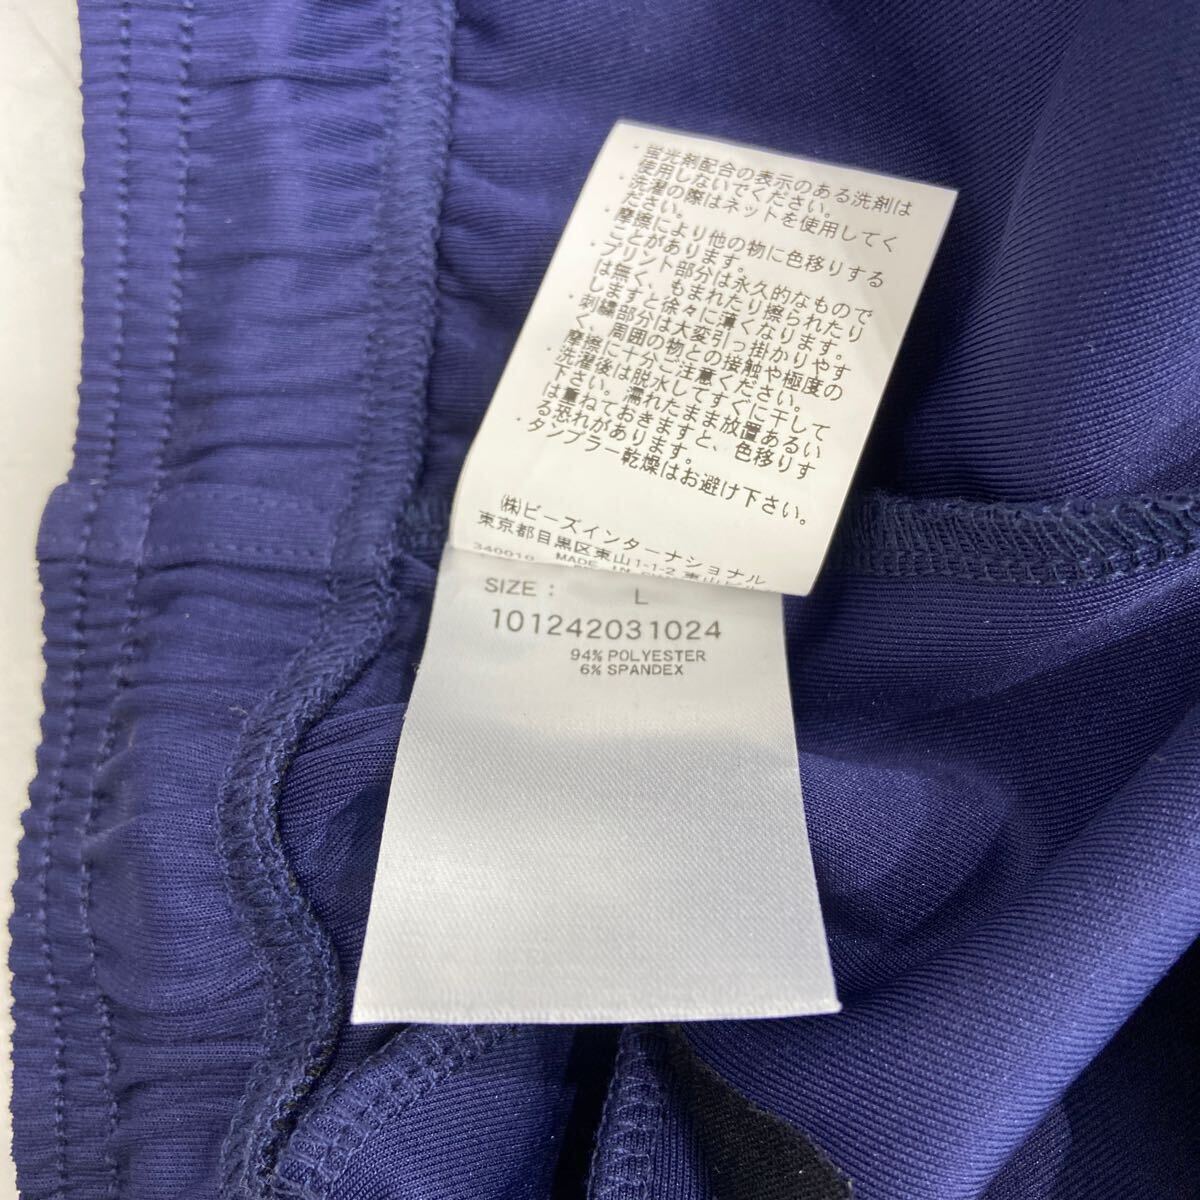 ・蛍光剤配合の表示のある洗剤は
使用しないでください。
・洗濯の際はネットを使用してく
ださい。
・摩擦により他の物に色移りする
ことがあります。
・プリント部分は永久的なもので
は無く、もまれたり擦られたり
しますと徐々に薄くなります。
・刺繍部分は大変引っ掛かりやす
く、周囲の物との接触や極度の
摩擦に十分ご注意ください。
・洗濯後は脱水してすぐに干して
下さい。濡れたまま放置あるい
は重ねておきますと、色移りす
る恐れがあります。
・タンブラー乾燥はお避け下さい。
㈱ビーズインターナショナル
東京都目黒区東山1-1-2 東山ビル
340010 MADE IN
SIZE : L
101242031024
94% POLYESTER
6% SPANDEX